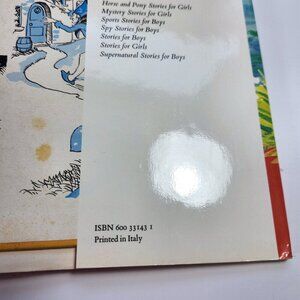 Horse and Pony Stories for Girls
Mystery Stories for Girls
Sports Stories for Boys
Spy Stories for Boys
Stories for Boys
Stories for Girls
Supernatural Stories for Boys
ISBN 600 33143 1
Printed in Italy